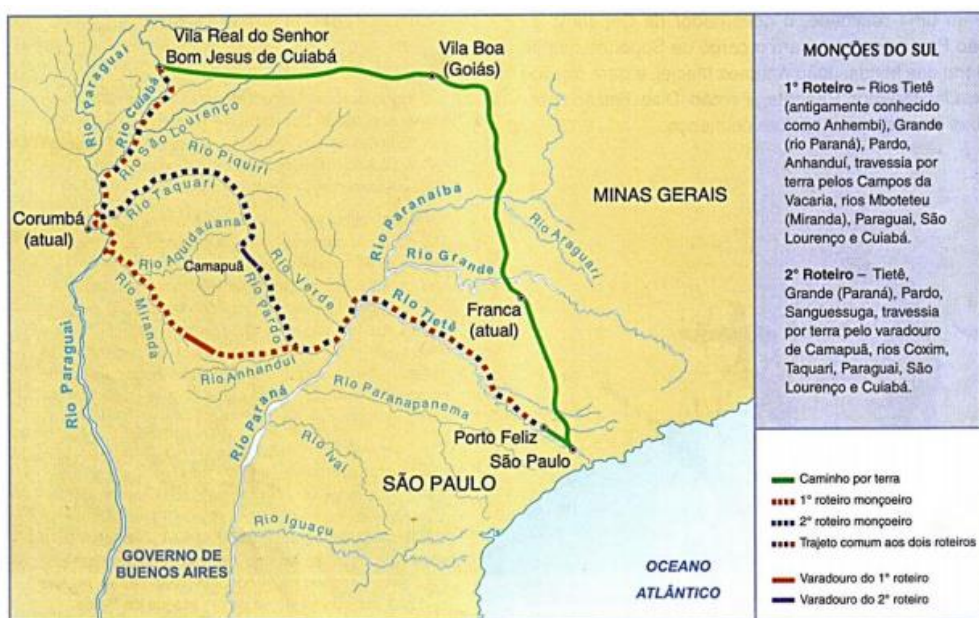 Vila Real do Senhor
Bom Jesus de Cuiabá
Vila Boa
(Goiás)
Rio Paraguai
Rio Cuiabá
Rio São Lourenço
Rio Piquiri
Rio Taquari
Corumbá
(atual)
Rio Aquidauana
Camapuã
Rio Verde
Rio Pardo
Rio Miranda
Rio Anhanduí
Rio Paraguai
Rio Paraná
Rio Paranaíba
Rio Grande
Rio Araguari
MINAS GERAIS
Franca
(atual)
Rio Tietê
Rio Paranapanema
Porto Feliz
São Paulo
Rio Ivaí
SÃO PAULO
Rio Iguaçu
GOVERNO DE
BUENOS AIRES
OCEANO
ATLÂNTICO
MONÇÕES DO SUL
1° Roteiro – Rios Tietê
(antigamente conhecido
como Anhembi), Grande
(rio Paraná), Pardo,
Anhanduí, travessia por
terra pelos Campos da
Vacaria, rios Mboteteu
(Miranda), Paraguai, São
Lourenço e Cuiabá.
2° Roteiro – Tietê,
Grande (Paraná), Pardo,
Sanguessuga, travessia
por terra pelo varadouro
de Camapuã, rios Coxim,
Taquari, Paraguai, São
Lourenço e Cuiabá.
Caminho por terra
1° roteiro monçoeiro
2° roteiro monçoeiro
Trajeto comum aos dois roteiros
Varadouro do 1° roteiro
Varadouro do 2° roteiro